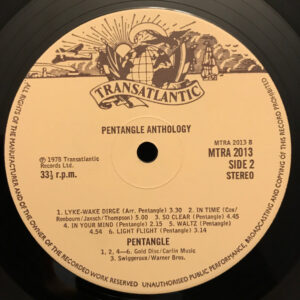 TRANSATLANTIC
PENTANGLE ANTHOLOGY
MTRA 2013 B
℗ 1978 Transatlantic
Records Ltd.
MTRA 2013
SIDE 2
33⅓ r.p.m.
STEREO
1. LYKE-WAKE DIRGE (Arr. Pentangle) 3.30 2. IN TIME (Cox/
Renbourn/Jansch/Thompson) 5.00 3. SO CLEAR (Pentangle) 4.45
4. IN YOUR MIND (Pentangle) 2.15 5. WALTZ (Pentangle)
4.54 6. LIGHT FLIGHT (Pentangle) 3.14
PENTANGLE
1, 2, 4—6. Gold Disc/Carlin Music
3. Swiggeroux/Warner Bros.
ALL RIGHTS OF THE MANUFACTURER AND OF THE OWNER OF THE RECORDED WORK RESERVED UNAUTHORISED PUBLIC PERFORMANCE, BROADCASTING AND COPYING OF THIS RECORD PROHIBITED